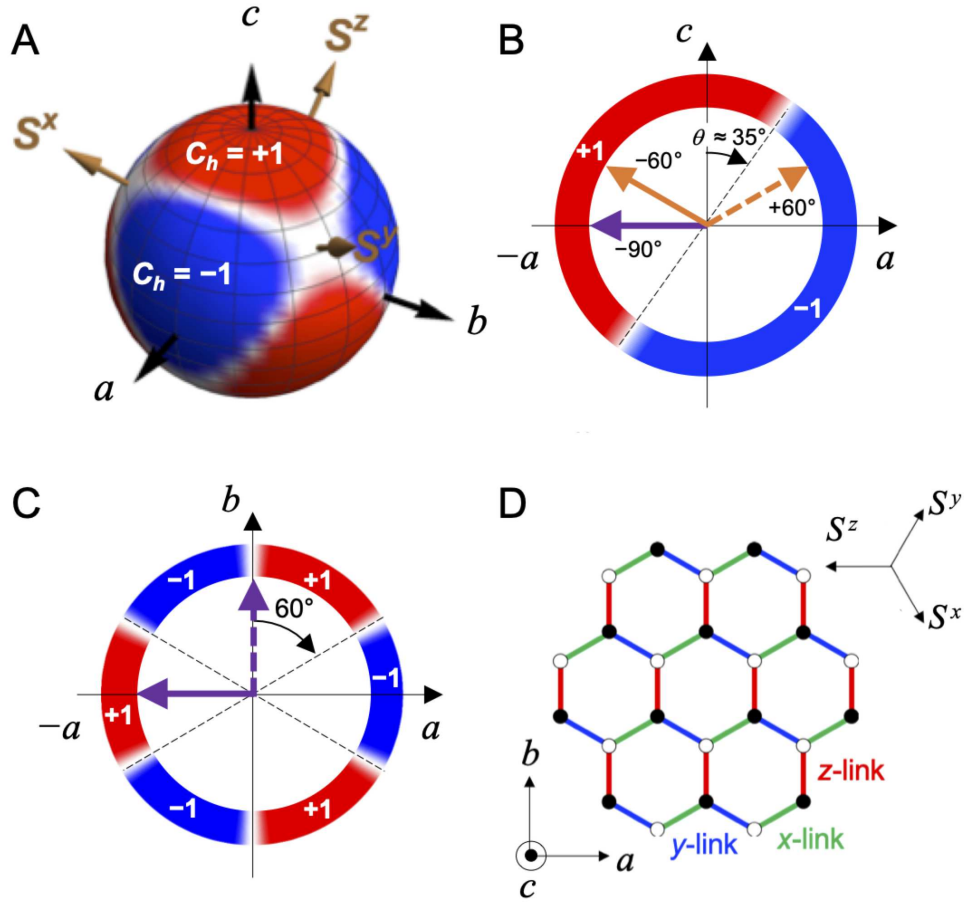 A
c
S^z
S^x
C_h = +1
S^y
C_h = −1
b
a
B
c
θ ≈ 35°
+1
−60°
+60°
−90°
−a
a
−1
C
b
−1
+1
60°
+1
−1
−a
a
−1
+1
D
S^y
S^z
S^x
b
z-link
y-link
x-link
a
c